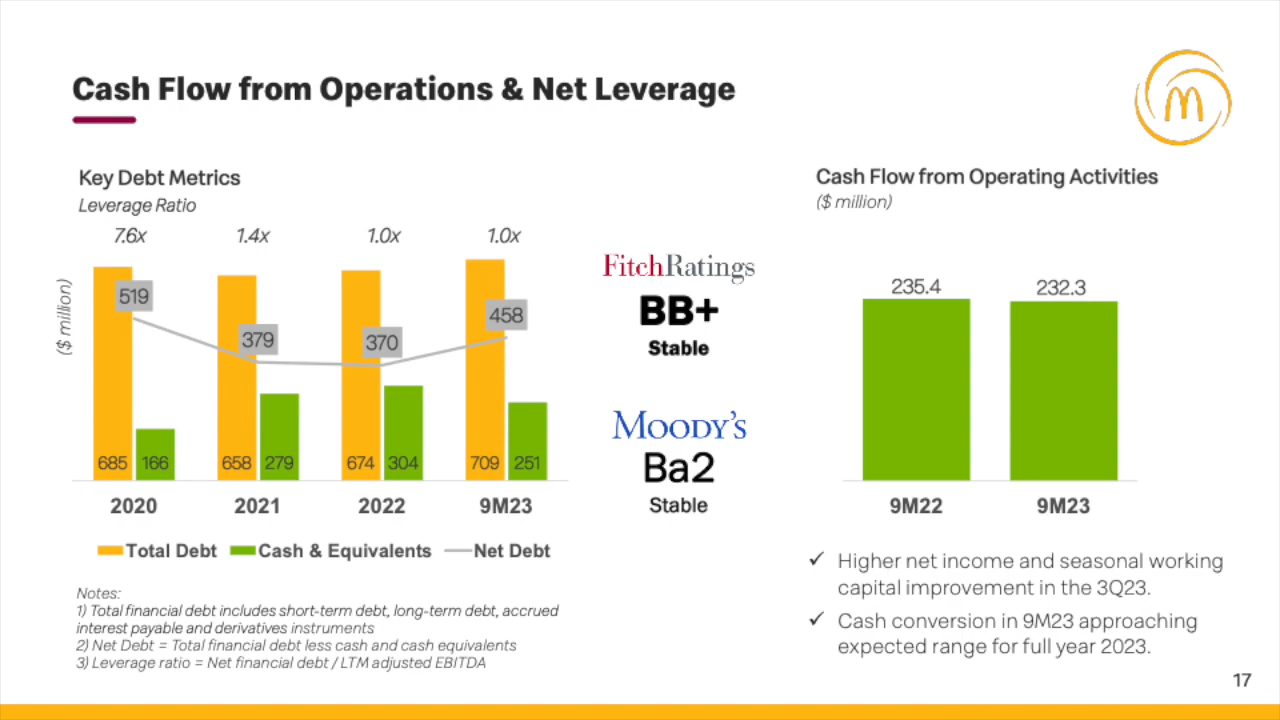 Cash Flow from Operations & Net Leverage
Key Debt Metrics
Leverage Ratio
7.6x 1.4x 1.0x 1.0x
($ million)
519 379 370 458
685 166 658 279 674 304 709 251
2020 2021 2022 9M23
Total Debt Cash & Equivalents Net Debt
Notes:
1) Total financial debt includes short-term debt, long-term debt, accrued
interest payable and derivatives instruments
2) Net Debt = Total financial debt less cash and cash equivalents
3) Leverage ratio = Net financial debt / LTM adjusted EBITDA
FitchRatings
BB+
Stable
MOODY'S
Ba2
Stable
Cash Flow from Operating Activities
($ million)
235.4 232.3
9M22 9M23
✓ Higher net income and seasonal working
capital improvement in the 3Q23.
✓ Cash conversion in 9M23 approaching
expected range for full year 2023.
17